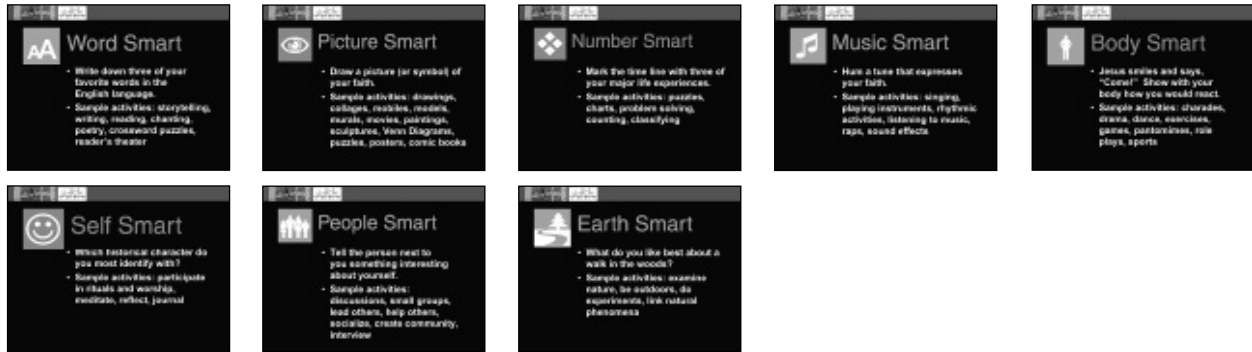 Word Smart
• Write down three of your
favorite words in the
English language.
• Sample activities: storytelling,
writing, reading, chanting,
poetry, crossword puzzles,
reader's theater
Picture Smart
• Draw a picture (or symbol) of
your faith.
• Sample activities: drawings,
collages, mobiles, models,
murals, movies, paintings,
sculptures, Venn Diagrams,
puzzles, posters, comic books
Number Smart
• Mark the time line with three of
your major life experiences.
• Sample activities: puzzles,
charts, problem solving,
counting, classifying
Music Smart
• Hum a tune that expresses
your faith.
• Sample activities: singing,
playing instruments, rhythmic
activities, listening to music,
raps, sound effects
Body Smart
• Jesus smiles and says,
"Come!" Show with your
body how you would react.
• Sample activities: charades,
drama, dance, exercises,
games, pantomimes, role
plays, sports
Self Smart
• Which historical character do
you most identify with?
• Sample activities: participate
in rituals and worship,
meditate, reflect, journal
People Smart
• Tell the person next to
you something interesting
about yourself.
• Sample activities:
discussions, small groups,
lead others, help others,
socialize, create community,
interview
Earth Smart
• What do you like best about a
walk in the woods?
• Sample activities: examine
nature, be outdoors, do
experiments, link natural
phenomena